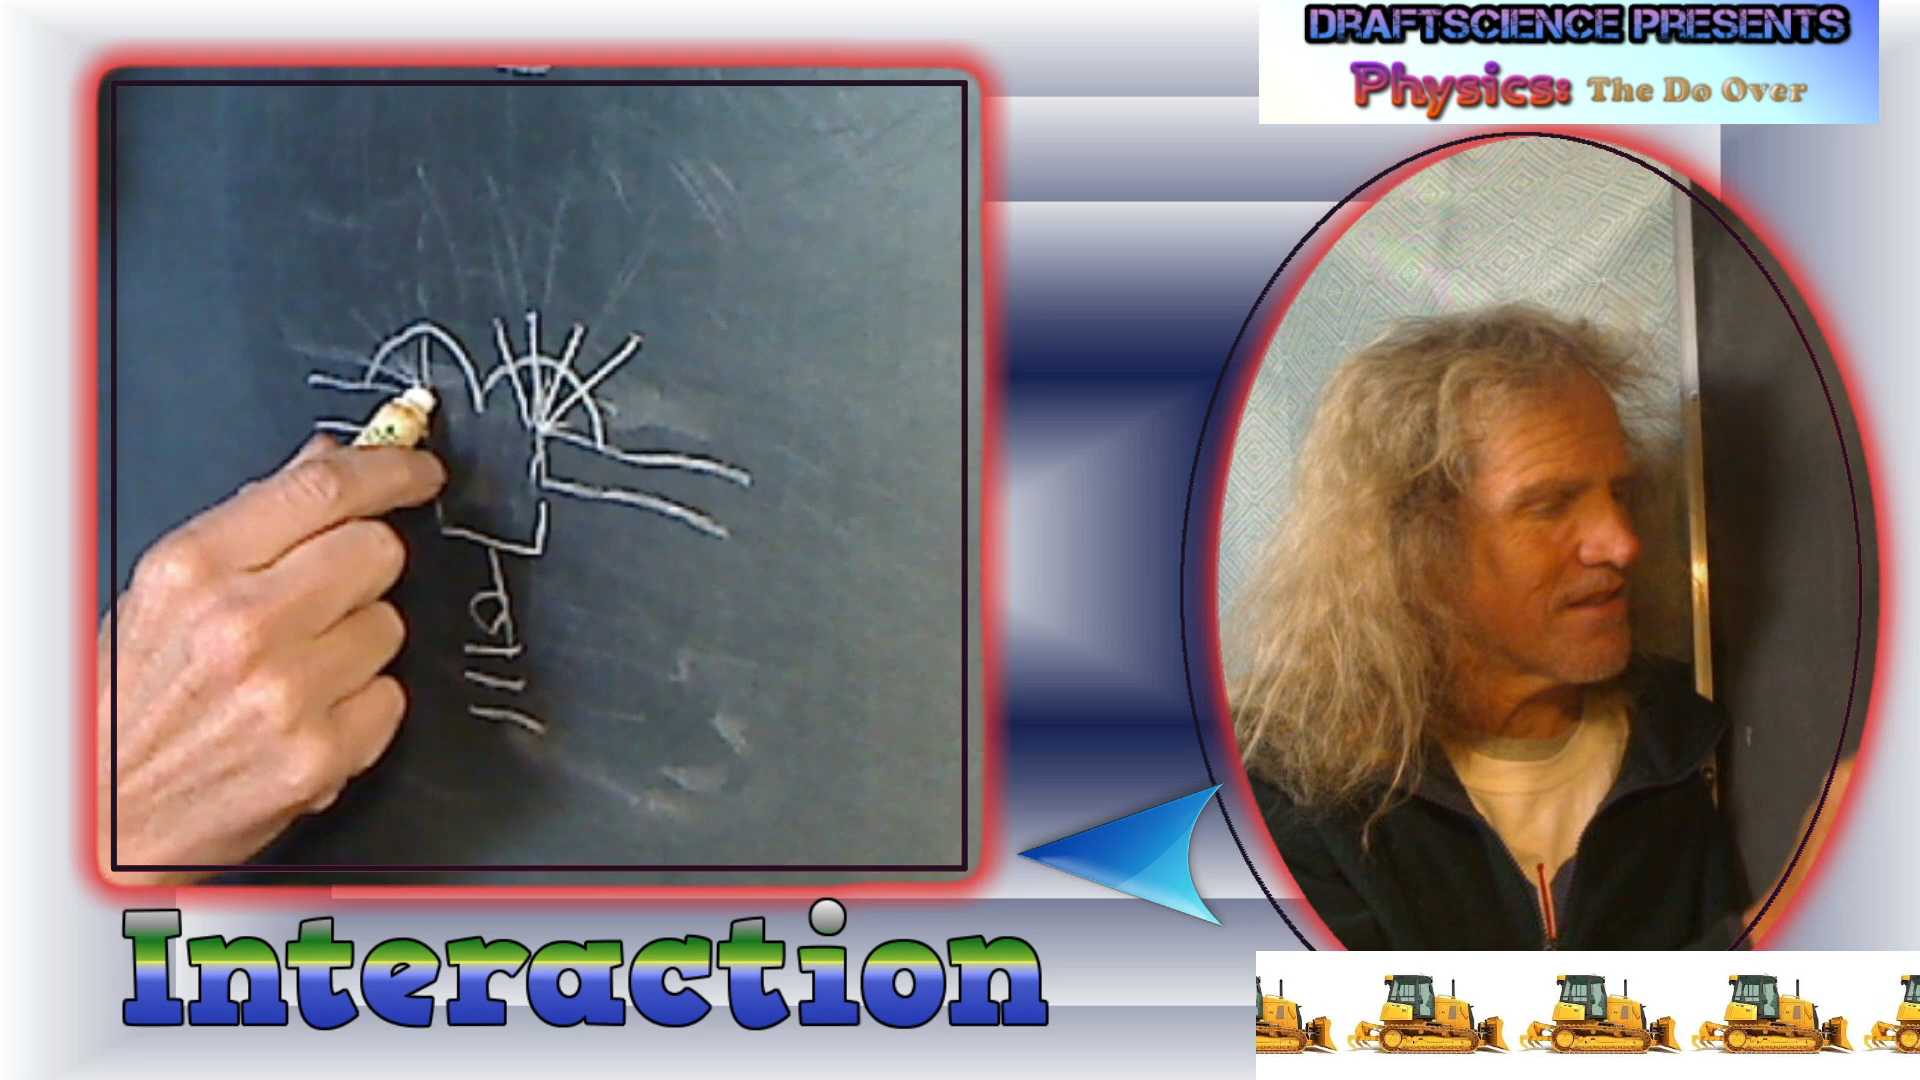 DRAFTSCIENCE PRESENTS
Physics: The Do Over
Interaction